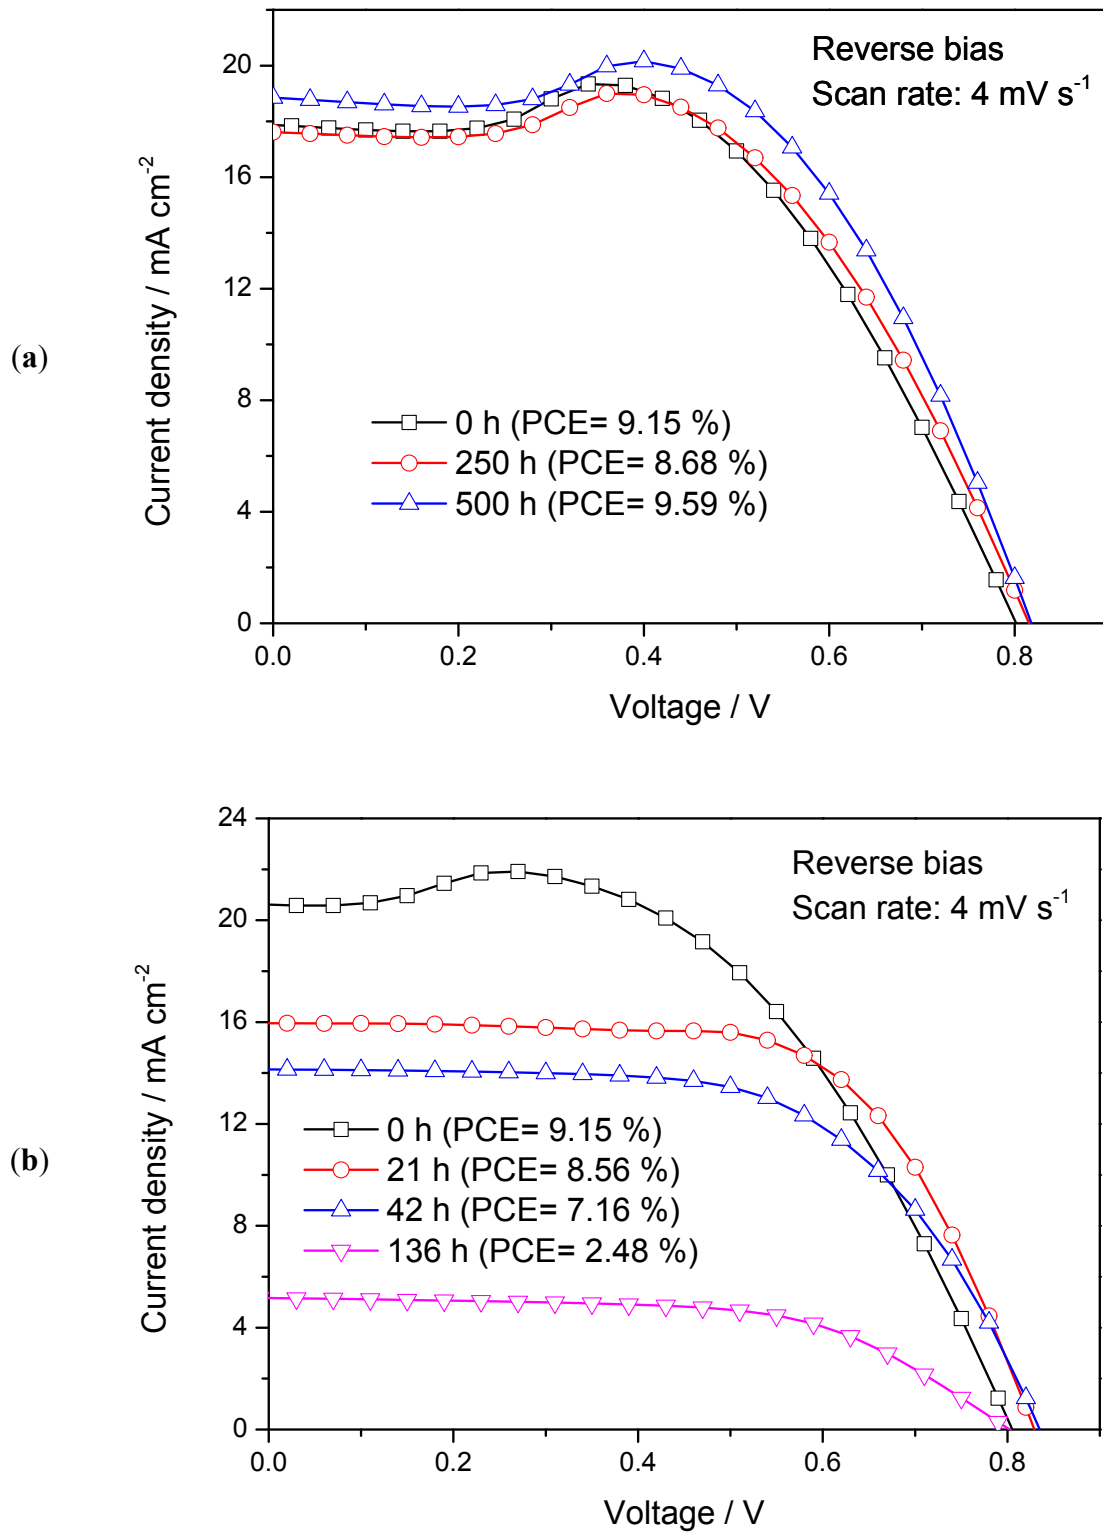 Reverse bias
Scan rate: 4 mV s-1
20
16
12
8
4
0
Current density / mA cm-2
(a)
0 h (PCE= 9.15 %)
250 h (PCE= 8.68 %)
500 h (PCE= 9.59 %)
0.0 0.2 0.4 0.6 0.8
Voltage / V
24
20
16
12
8
4
0
Current density / mA cm-2
Reverse bias
Scan rate: 4 mV s-1
(b)
0 h (PCE= 9.15 %)
21 h (PCE= 8.56 %)
42 h (PCE= 7.16 %)
136 h (PCE= 2.48 %)
0.0 0.2 0.4 0.6 0.8
Voltage / V